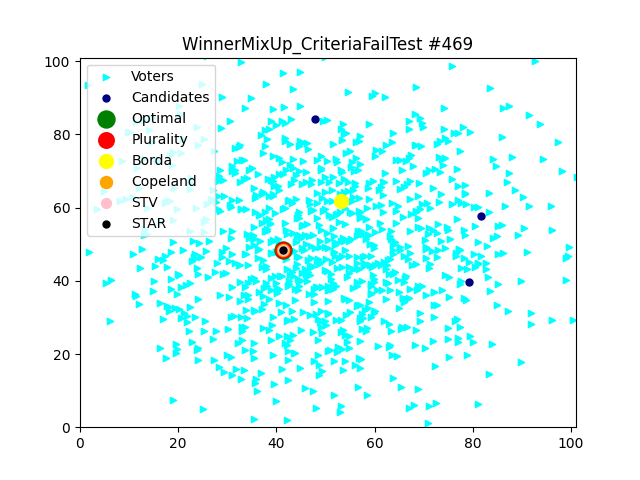 WinnerMixUp_CriteriaFailTest #469
100
80
60
40
20
0
Voters
Candidates
Optimal
Plurality
Borda
Copeland
STV
STAR
0 20 40 60 80 100